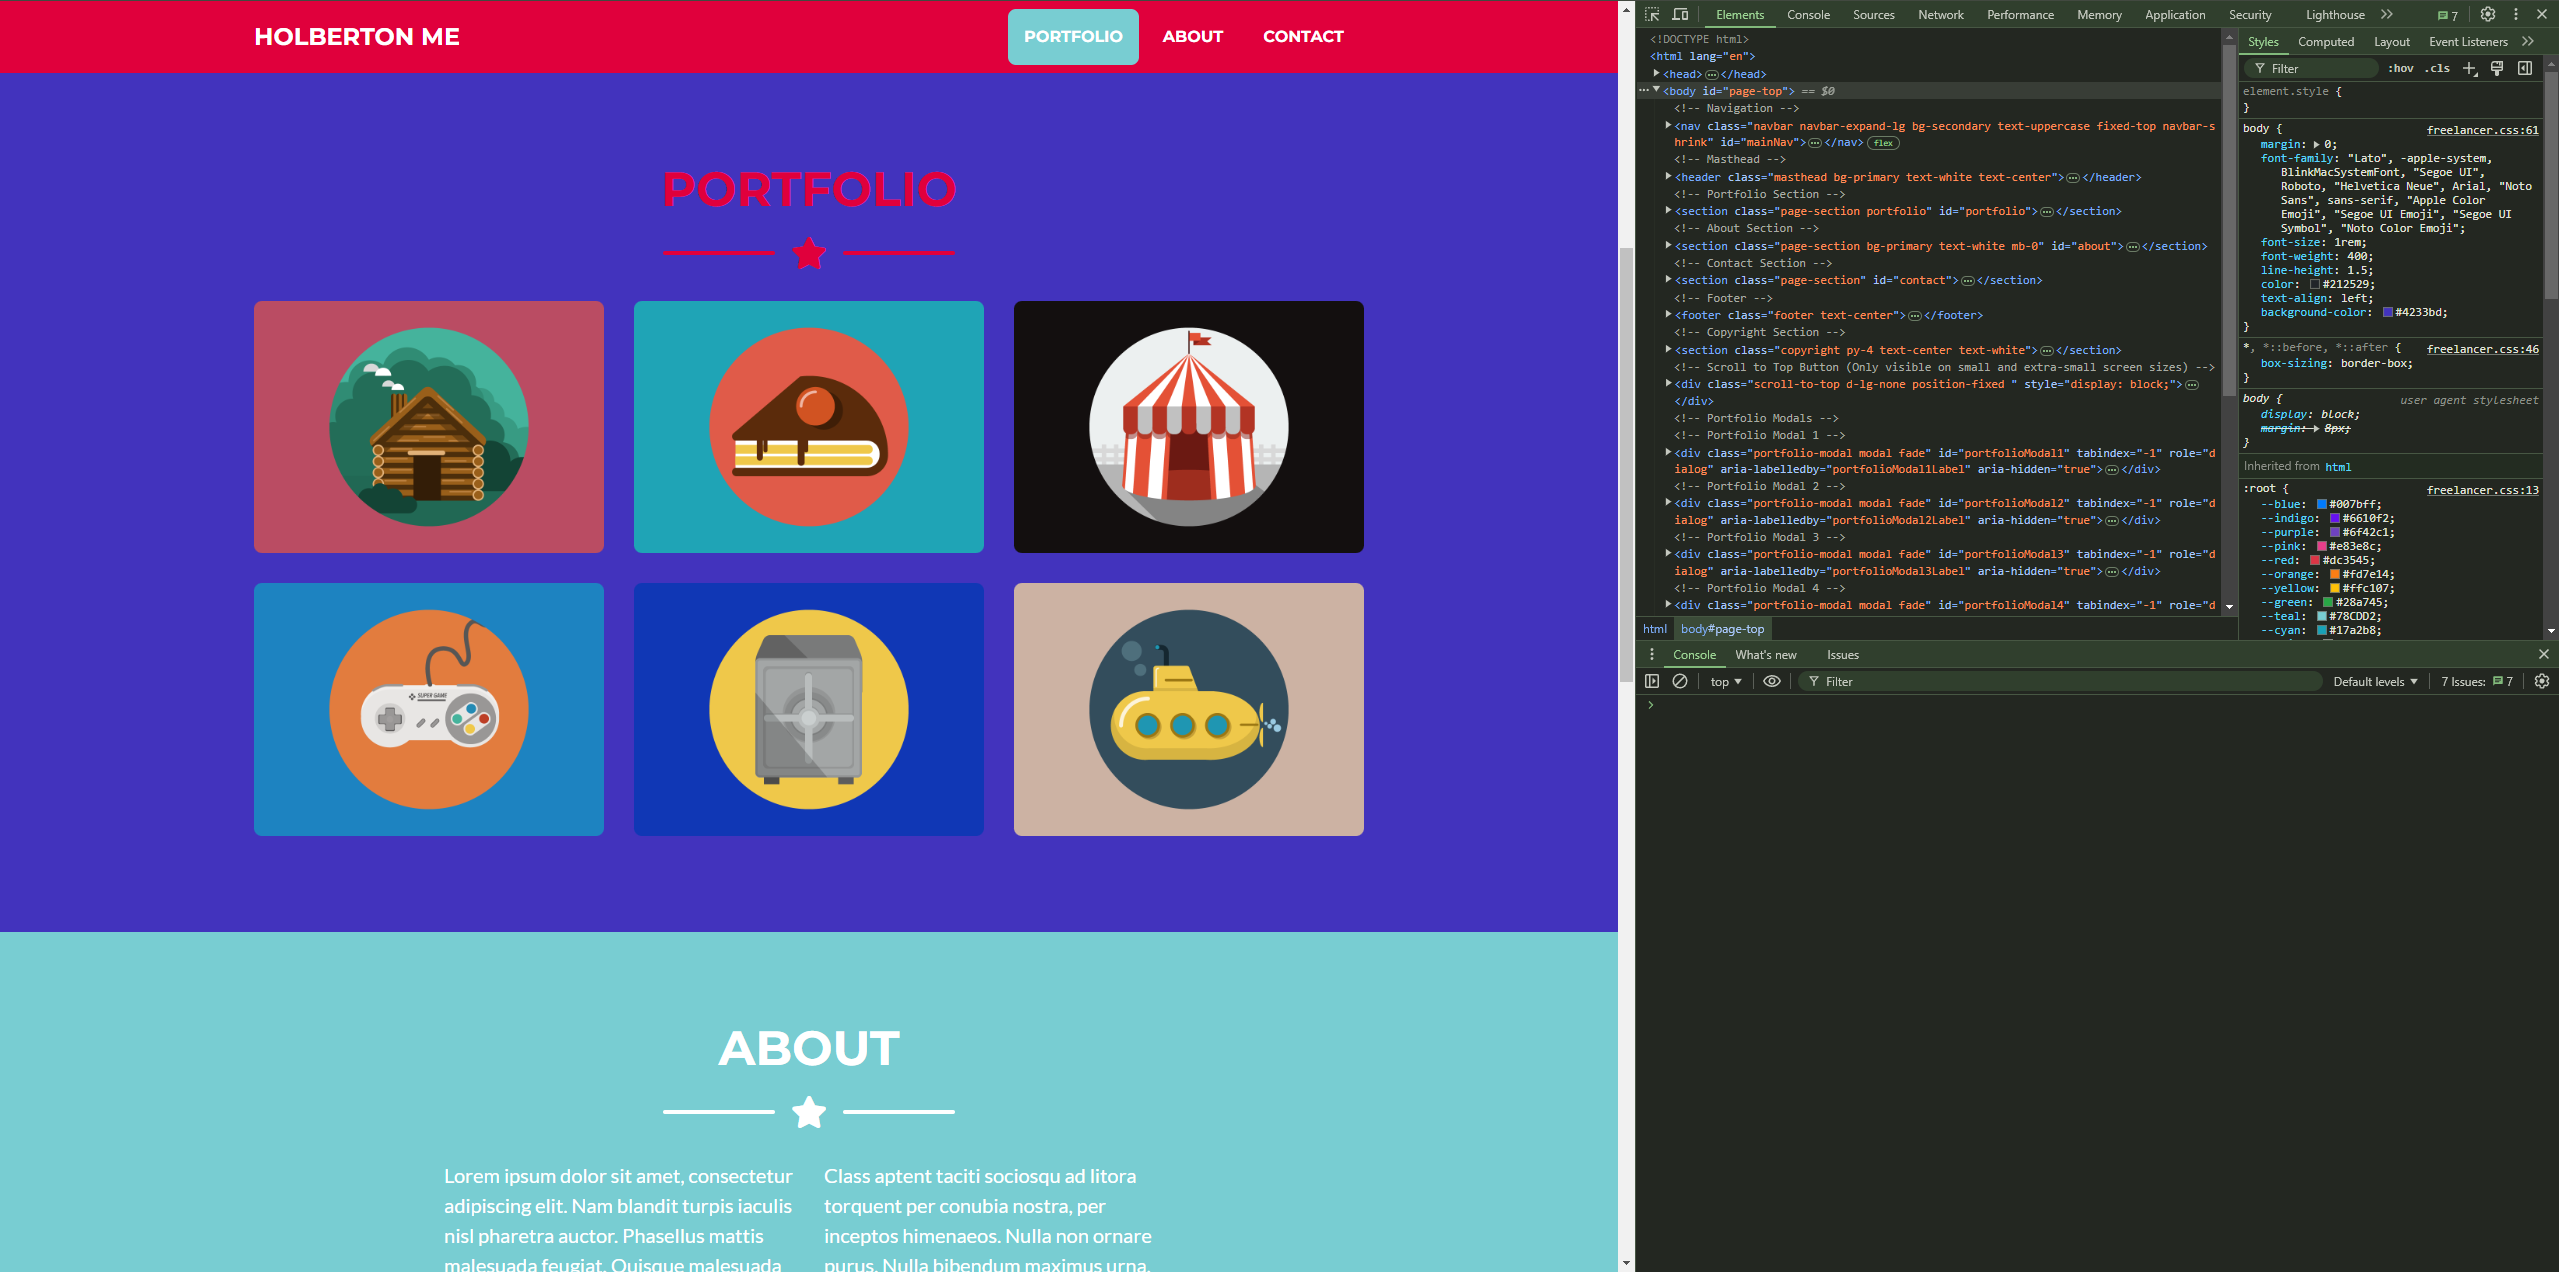 HOLBERTON ME
PORTFOLIO ABOUT CONTACT
PORTFOLIO
SUPER GAME
ABOUT
Lorem ipsum dolor sit amet, consectetur
adipiscing elit. Nam blandit turpis iaculis
nisl pharetra auctor. Phasellus mattis
malesuada feugiat. Quisque malesuada
Class aptent taciti sociosqu ad litora
torquent per conubia nostra, per
inceptos himenaeos. Nulla non ornare
purus. Nulla bibendum maximus urna,
Elements Console Sources Network Performance Memory Application Security Lighthouse 7
<!DOCTYPE html>
<html lang="en">
<head>…</head>
<body id="page-top"> == $0
<!-- Navigation -->
<nav class="navbar navbar-expand-lg bg-secondary text-uppercase fixed-top navbar-s
hrink" id="mainNav">…</nav> flex
<!-- Masthead -->
<header class="masthead bg-primary text-white text-center">…</header>
<!-- Portfolio Section -->
<section class="page-section portfolio" id="portfolio">…</section>
<!-- About Section -->
<section class="page-section bg-primary text-white mb-0" id="about">…</section>
<!-- Contact Section -->
<section class="page-section" id="contact">…</section>
<!-- Footer -->
<footer class="footer text-center">…</footer>
<!-- Copyright Section -->
<section class="copyright py-4 text-center text-white">…</section>
<!-- Scroll to Top Button (Only visible on small and extra-small screen sizes) -->
<div class="scroll-to-top d-lg-none position-fixed " style="display: block;">…
</div>
<!-- Portfolio Modals -->
<!-- Portfolio Modal 1 -->
<div class="portfolio-modal modal fade" id="portfolioModal1" tabindex="-1" role="d
ialog" aria-labelledby="portfolioModal1Label" aria-hidden="true">…</div>
<!-- Portfolio Modal 2 -->
<div class="portfolio-modal modal fade" id="portfolioModal2" tabindex="-1" role="d
ialog" aria-labelledby="portfolioModal2Label" aria-hidden="true">…</div>
<!-- Portfolio Modal 3 -->
<div class="portfolio-modal modal fade" id="portfolioModal3" tabindex="-1" role="d
ialog" aria-labelledby="portfolioModal3Label" aria-hidden="true">…</div>
<!-- Portfolio Modal 4 -->
<div class="portfolio-modal modal fade" id="portfolioModal4" tabindex="-1" role="d
html body#page-top
Styles Computed Layout Event Listeners
Filter :hov .cls
element.style {
}
body { freelancer.css:61
margin: 0;
font-family: "Lato", -apple-system,
BlinkMacSystemFont, "Segoe UI",
Roboto, "Helvetica Neue", Arial, "Noto
Sans", sans-serif, "Apple Color
Emoji", "Segoe UI Emoji", "Segoe UI
Symbol", "Noto Color Emoji";
font-size: 1rem;
font-weight: 400;
line-height: 1.5;
color: #212529;
text-align: left;
background-color: #4233bd;
}
*, *::before, *::after { freelancer.css:46
box-sizing: border-box;
}
body { user agent stylesheet
display: block;
margin: 8px;
}
Inherited from html
:root { freelancer.css:13
--blue: #007bff;
--indigo: #6610f2;
--purple: #6f42c1;
--pink: #e83e8c;
--red: #dc3545;
--orange: #fd7e14;
--yellow: #ffc107;
--green: #28a745;
--teal: #78CDD2;
--cyan: #17a2b8;
Console What's new Issues
top Filter Default levels 7 Issues: 7